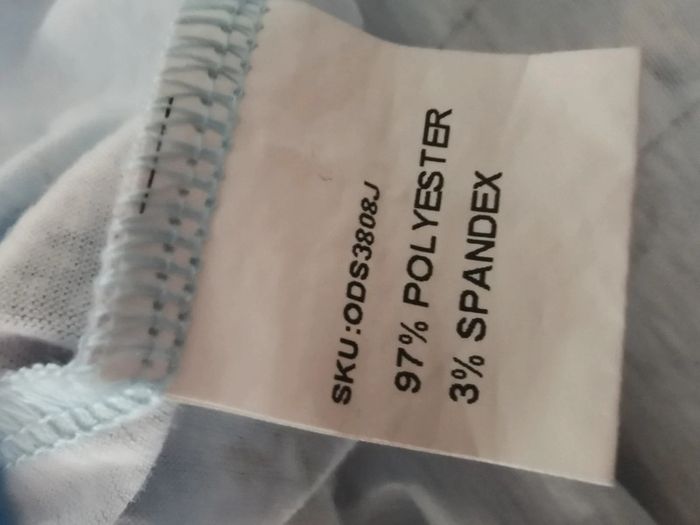 SKU:ODS3808J
97% POLYESTER
3% SPANDEX